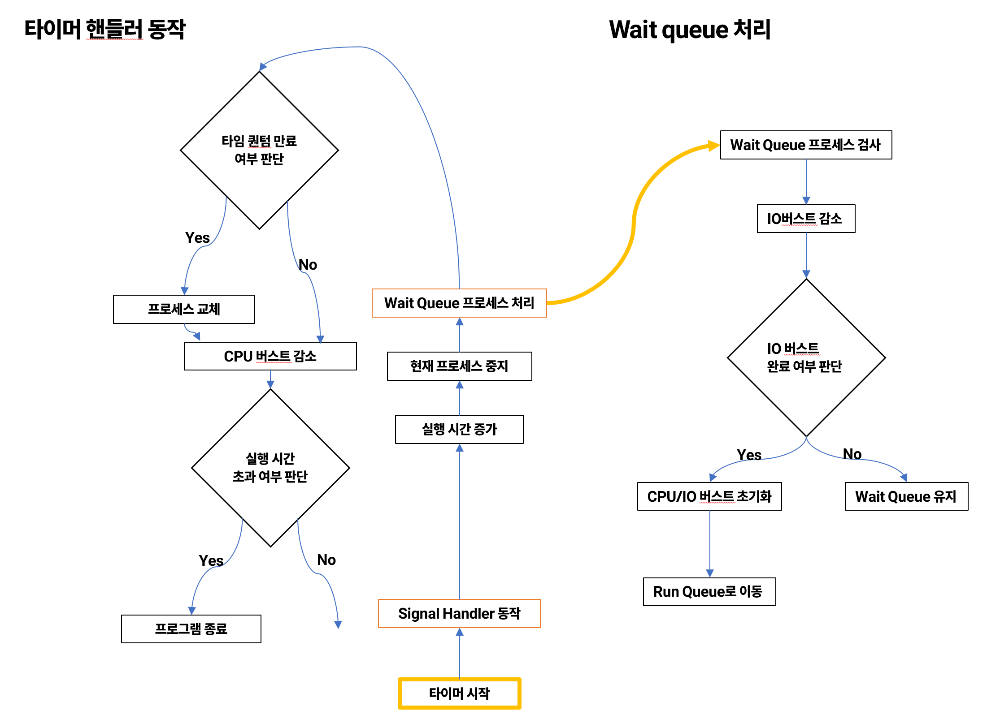 타이머 핸들러 동작
Wait queue 처리
타임 퀀텀 만료
여부 판단
Yes
No
프로세스 교체
CPU 버스트 감소
실행 시간
초과 여부 판단
Yes
No
프로그램 종료
Wait Queue 프로세스 처리
현재 프로세스 중지
실행 시간 증가
Signal Handler 동작
타이머 시작
Wait Queue 프로세스 검사
IO버스트 감소
IO 버스트
완료 여부 판단
Yes
No
CPU/IO 버스트 초기화
Wait Queue 유지
Run Queue로 이동